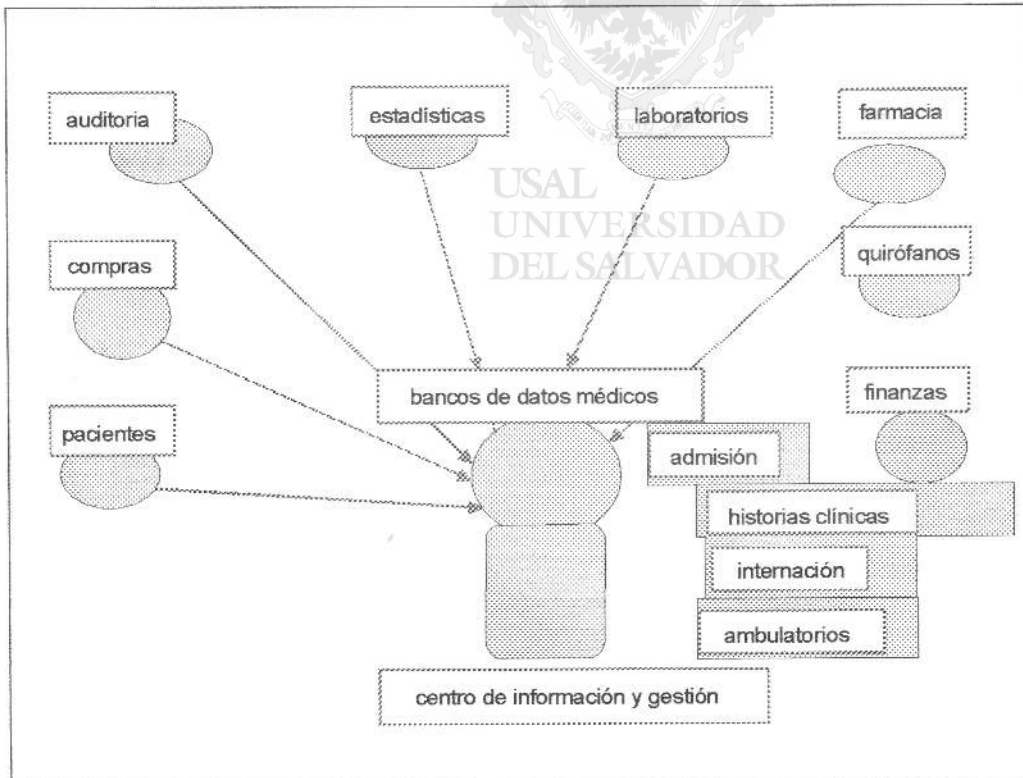 auditoria
estadísticas
laboratorios
farmacia
USAL
UNIVERSIDAD
DEL SALVADOR
compras
quirófanos
bancos de datos médicos
finanzas
pacientes
admisión
historias clínicas
internación
ambulatorios
centro de información y gestión